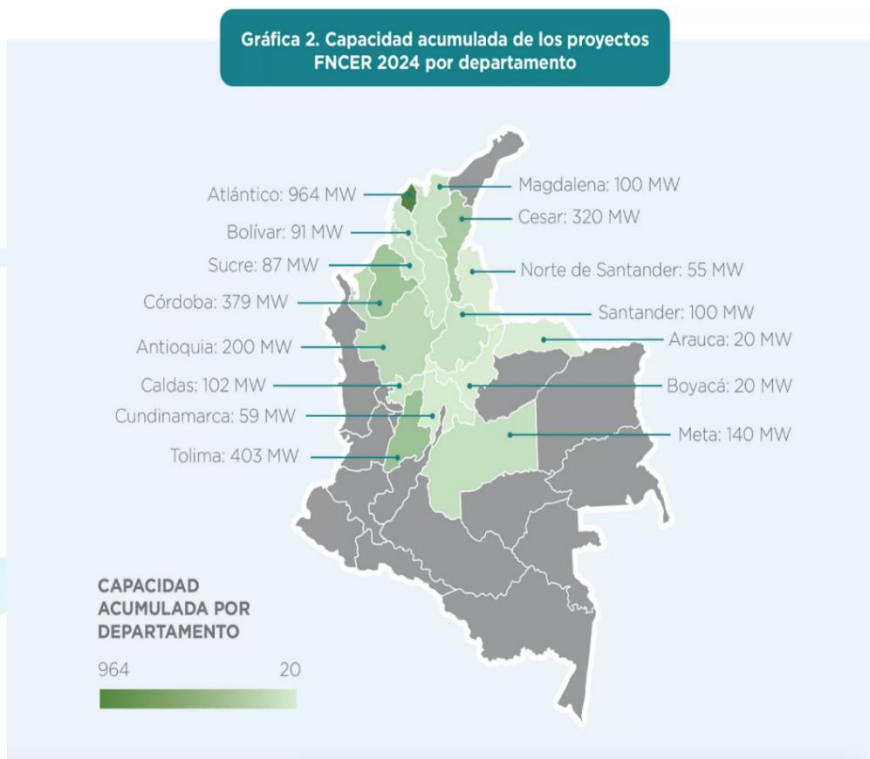 Gráfica 2. Capacidad acumulada de los proyectos
FNCER 2024 por departamento
Atlántico: 964 MW
Bolívar: 91 MW
Sucre: 87 MW
Córdoba: 379 MW
Antioquia: 200 MW
Caldas: 102 MW
Cundinamarca: 59 MW
Tolima: 403 MW
Magdalena: 100 MW
Cesar: 320 MW
Norte de Santander: 55 MW
Santander: 100 MW
Arauca: 20 MW
Boyacá: 20 MW
Meta: 140 MW
CAPACIDAD
ACUMULADA POR
DEPARTAMENTO
964 20